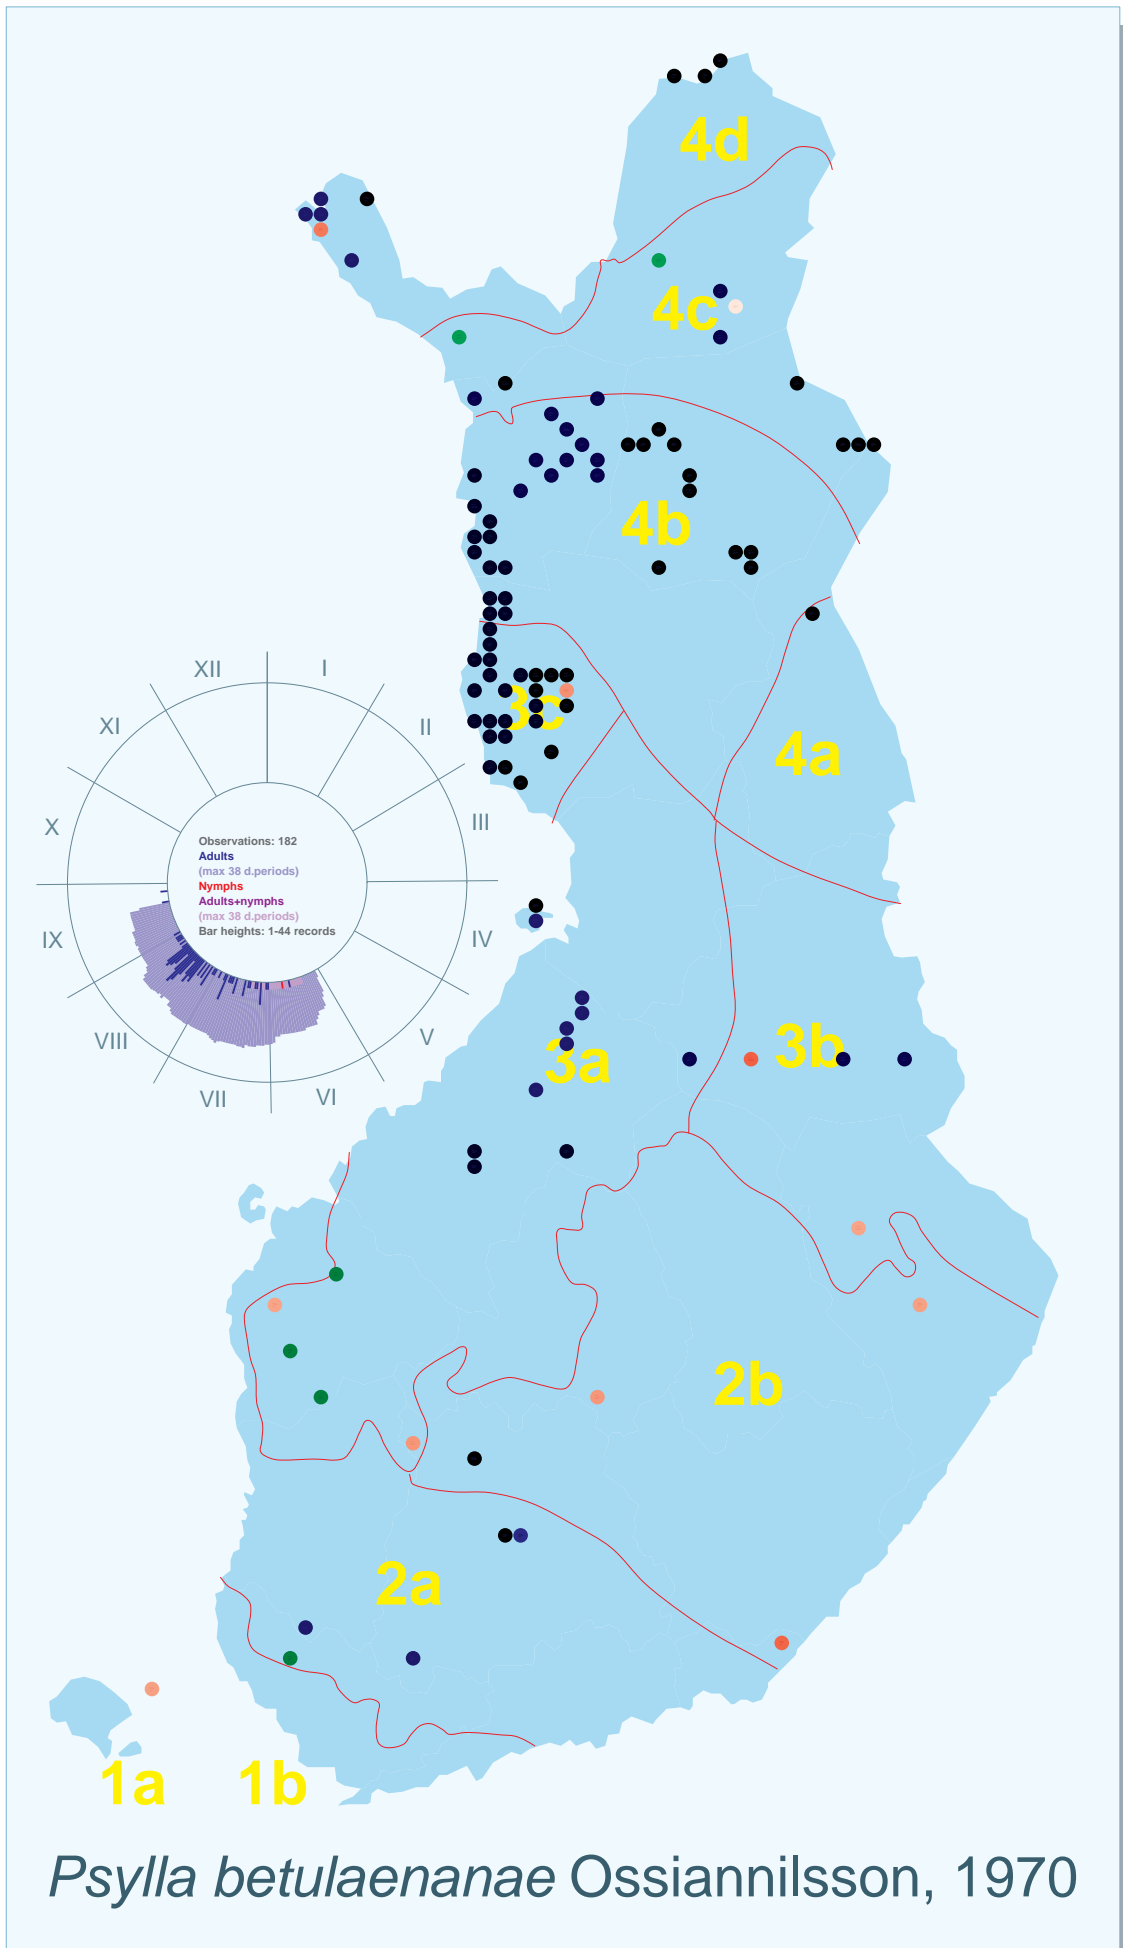 4d
4c
4b
XII
I
XI
II
3c
4a
X
III
Observations: 182
Adults
(max 38 d.periods)
Nymphs
Adults+nymphs
(max 38 d.periods)
Bar heights: 1-44 records
IX
IV
VIII
V
VII
VI
3a
3b
2b
2a
1a
1b
Psylla betulaenanae Ossiannilsson, 1970